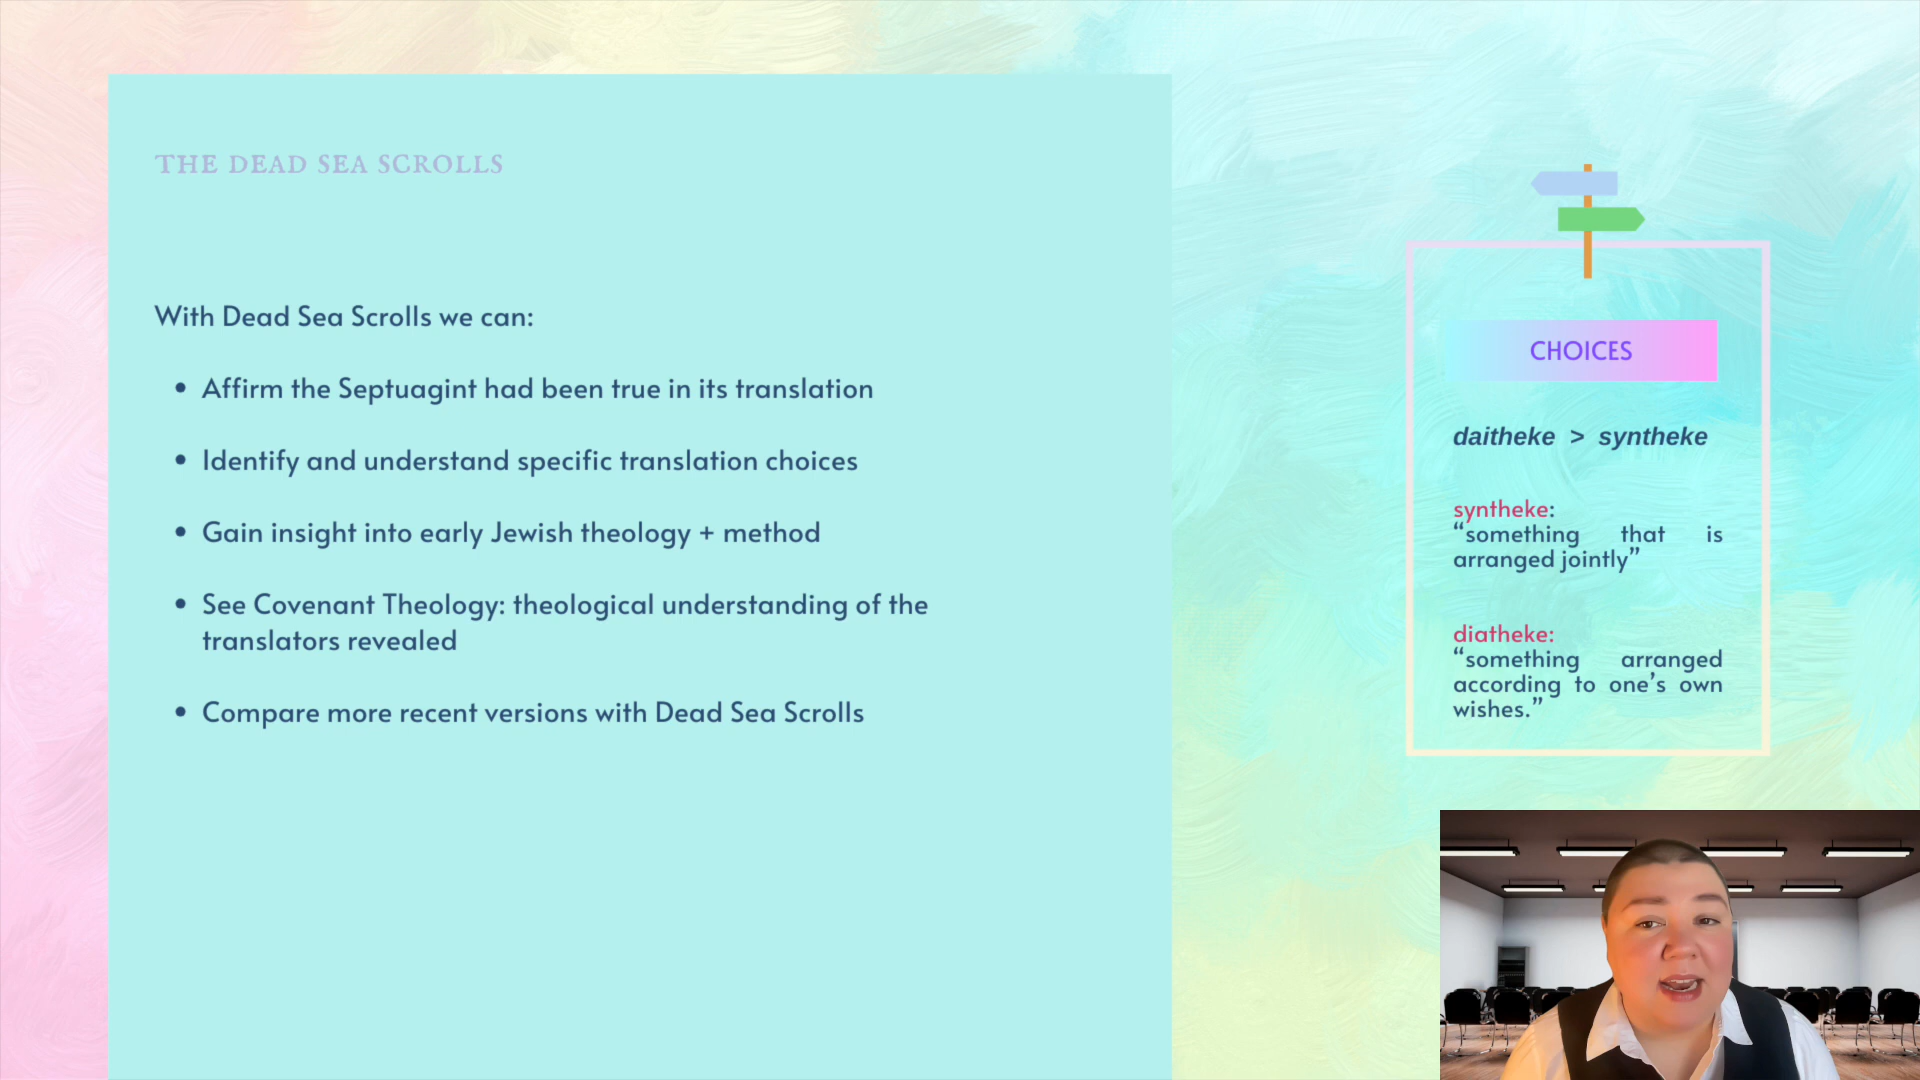 THE DEAD SEA SCROLLS
With Dead Sea Scrolls we can:
• Affirm the Septuagint had been true in its translation
• Identify and understand specific translation choices
• Gain insight into early Jewish theology + method
• See Covenant Theology: theological understanding of the
translators revealed
• Compare more recent versions with Dead Sea Scrolls
CHOICES
daitheke > syntheke
syntheke:
“something that is
arranged jointly”
diatheke:
“something arranged
according to one’s own
wishes.”